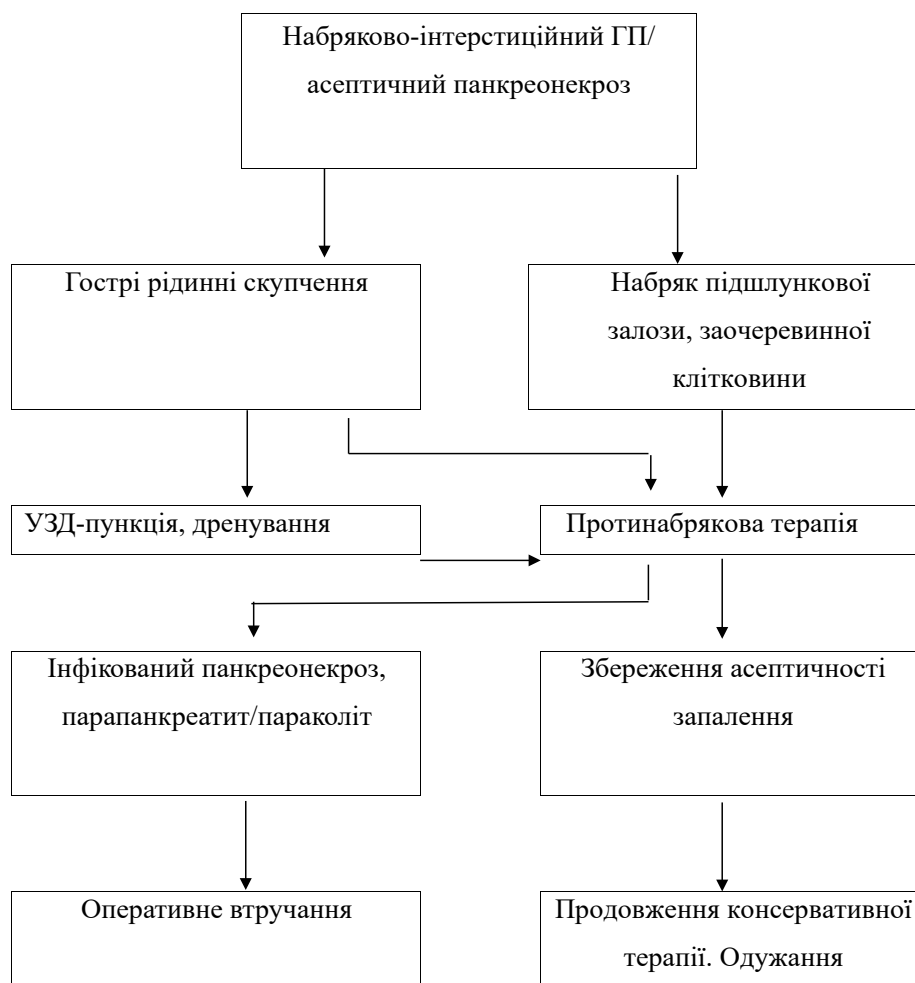 Набряково-інтерстиційний ГП/
асептичний панкреонекроз
Гострі рідинні скупчення
Набряк підшлункової
залози, заочеревинної
клітковини
УЗД-пункція, дренування
Протинабрякова терапія
Інфікований панкреонекроз,
парапанкреатит/параколіт
Збереження асептичності
запалення
Оперативне втручання
Продовження консервативної
терапії. Одужання